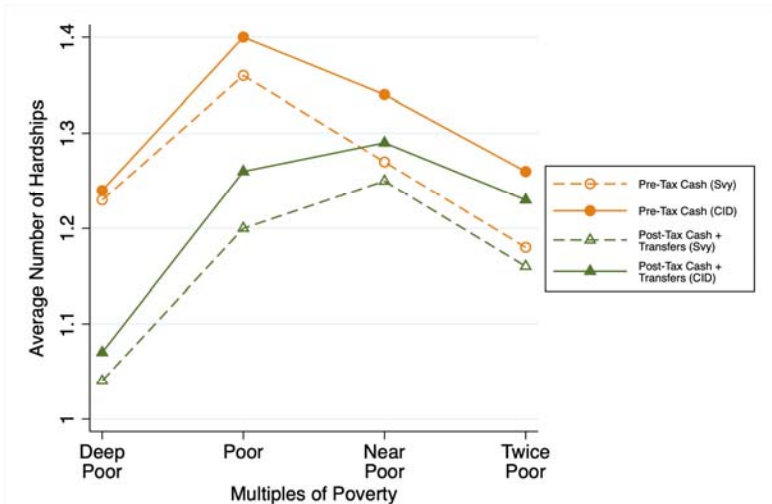 Average Number of Hardships
1.4
1.3
1.2
1.1
1
Deep
Poor
Poor
Near
Poor
Twice
Poor
Multiples of Poverty
Pre-Tax Cash (Svy)
Pre-Tax Cash (CID)
Post-Tax Cash +
Transfers (Svy)
Post-Tax Cash +
Transfers (CID)